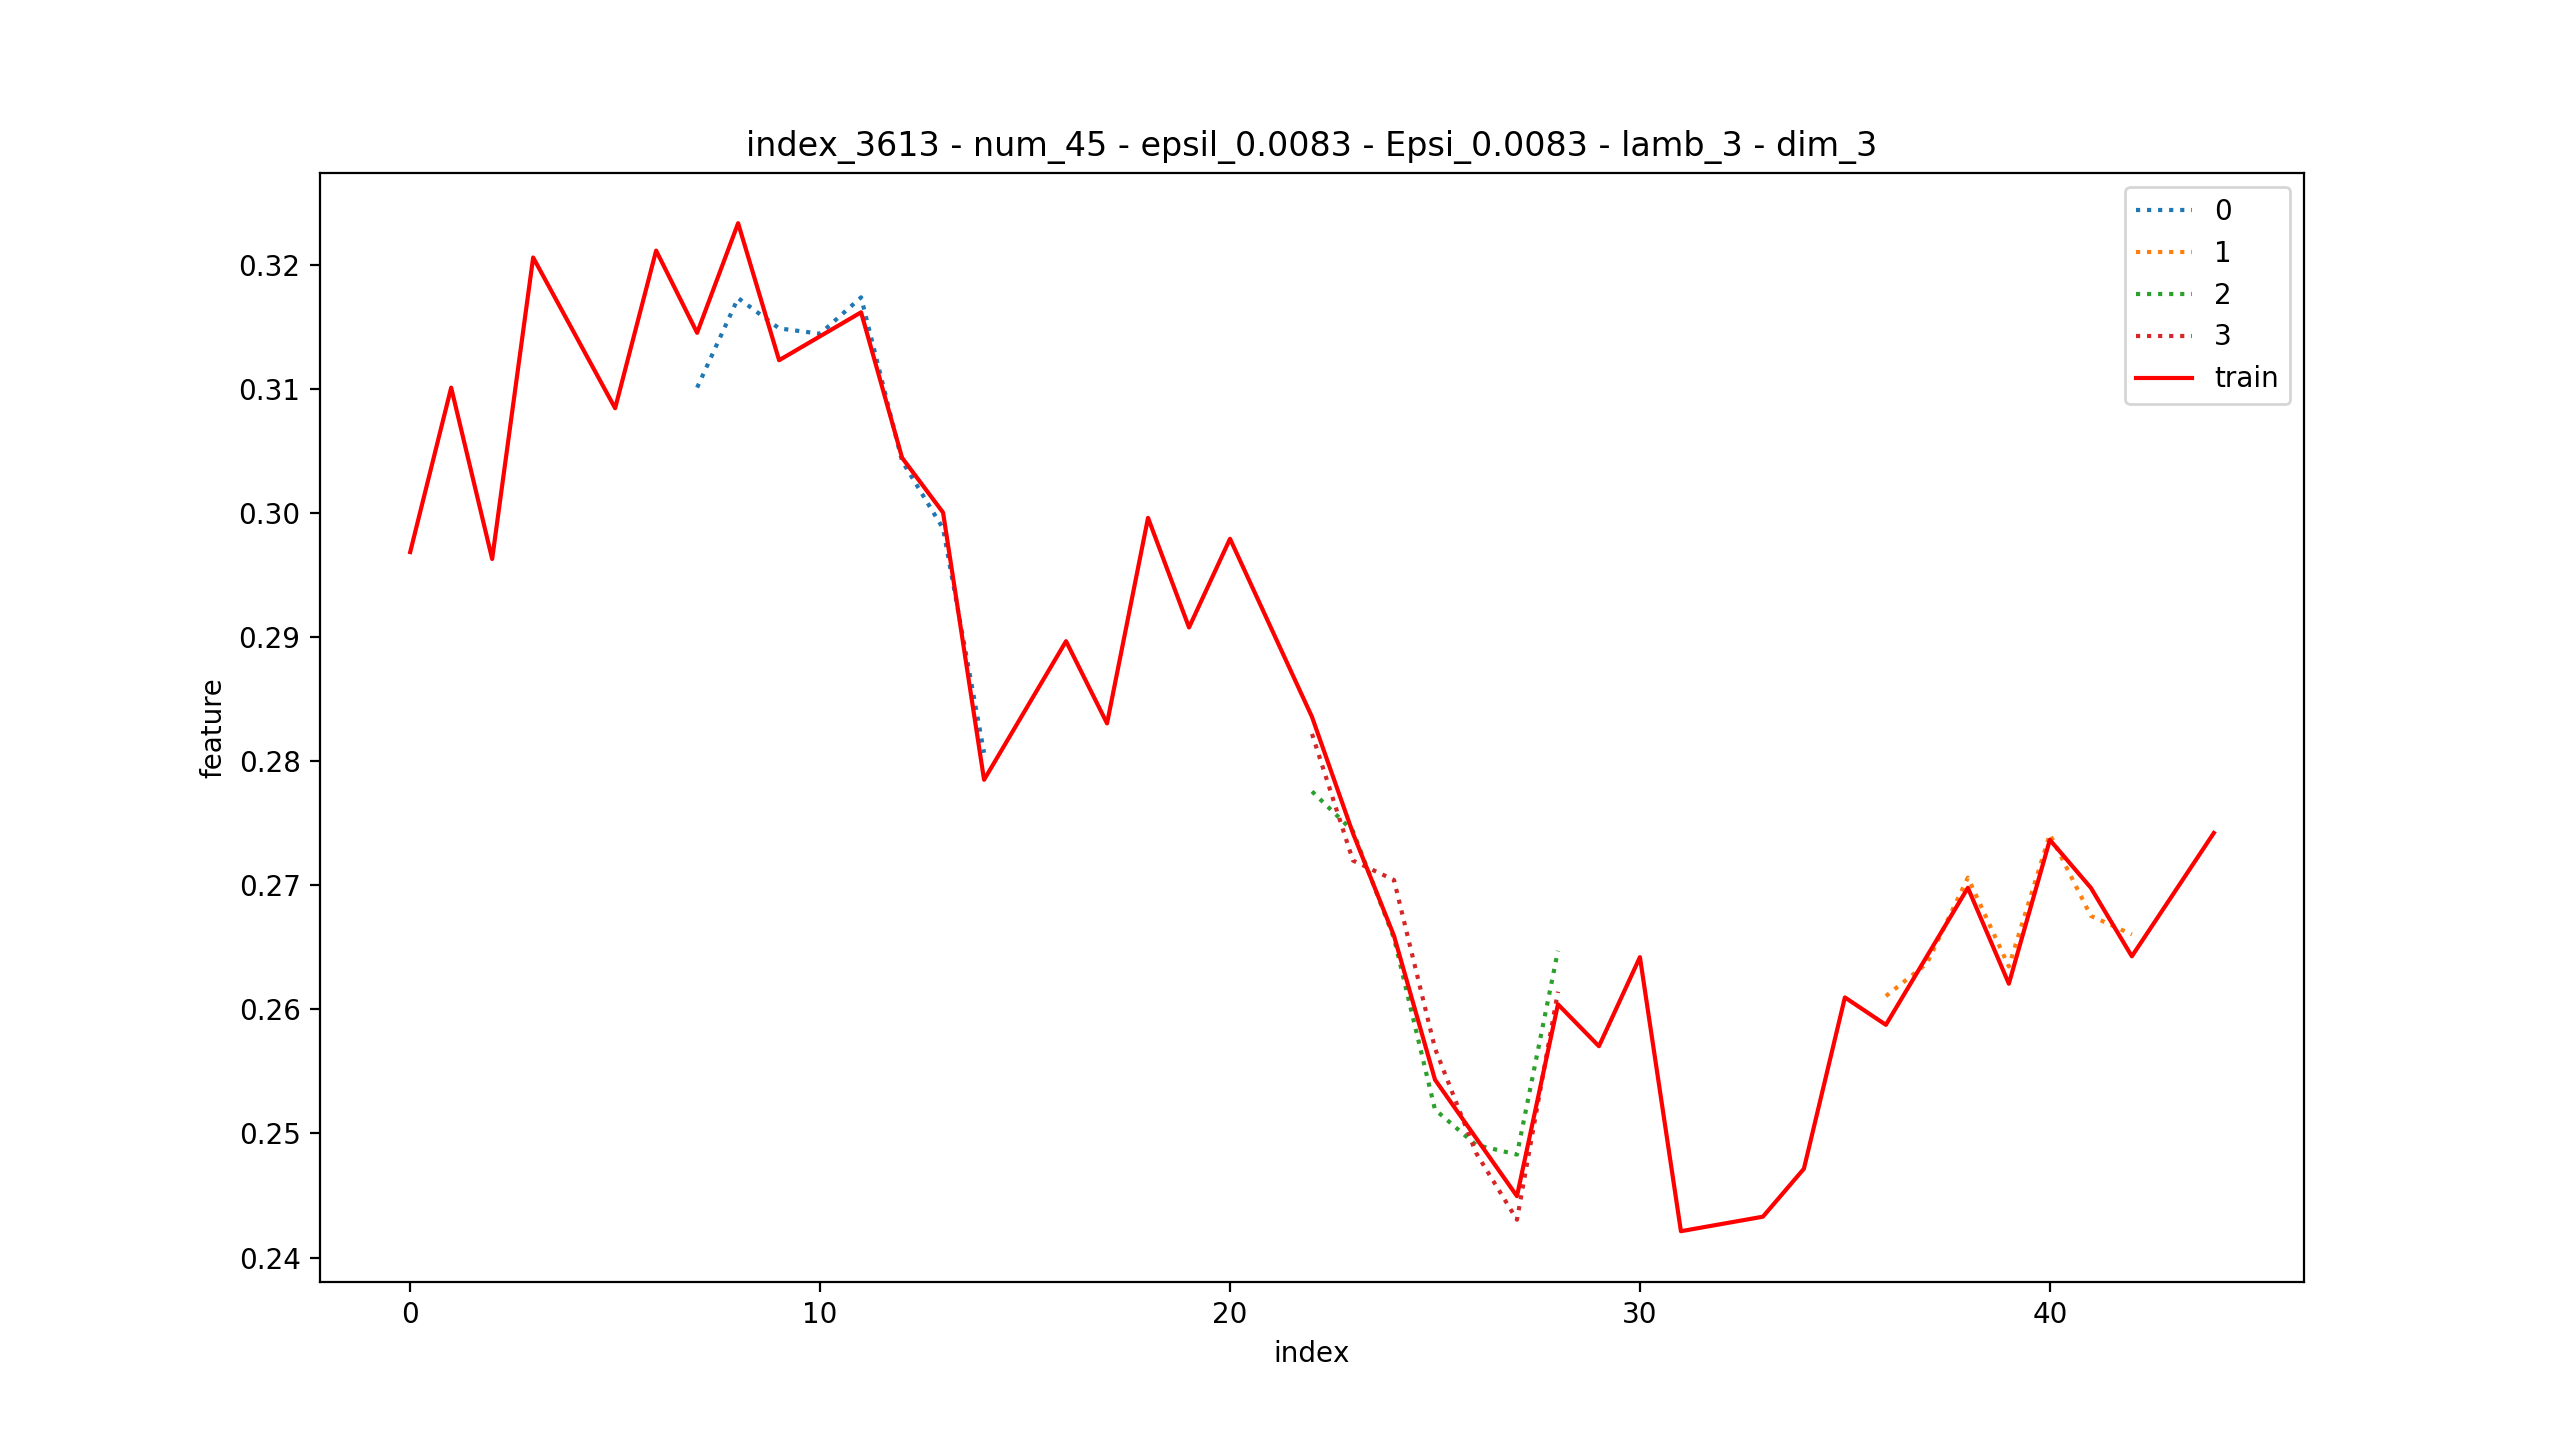 index_3613 - num_45 - epsil_0.0083 - Epsi_0.0083 - lamb_3 - dim_3
0
1
2
3
train
0.32
0.31
0.30
0.29
0.28
0.27
0.26
0.25
0.24
feature
0 10 20 30 40
index